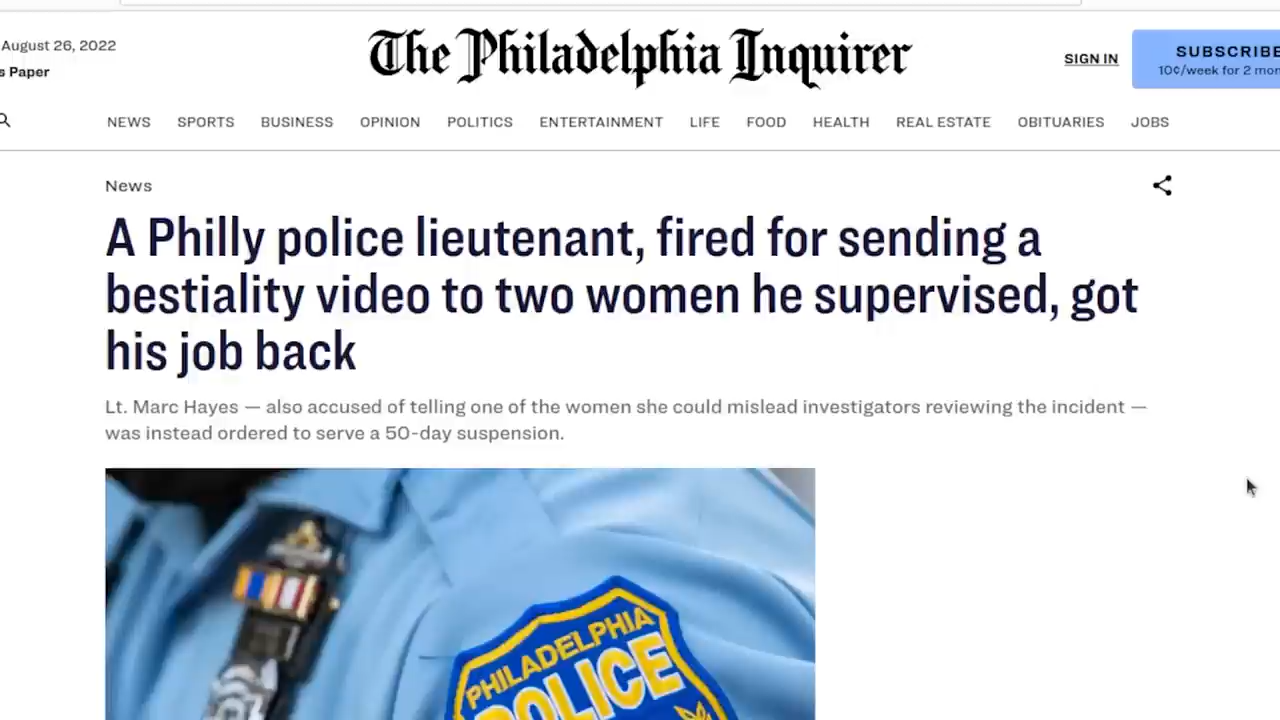 August 26, 2022
s Paper
The Philadelphia Inquirer
SIGN IN
SUBSCRIBE
10¢/week for 2 mon
NEWS SPORTS BUSINESS OPINION POLITICS ENTERTAINMENT LIFE FOOD HEALTH REAL ESTATE OBITUARIES JOBS
News
A Philly police lieutenant, fired for sending a
bestiality video to two women he supervised, got
his job back
Lt. Marc Hayes — also accused of telling one of the women she could mislead investigators reviewing the incident —
was instead ordered to serve a 50-day suspension.
PHILADELPHIA
POLICE